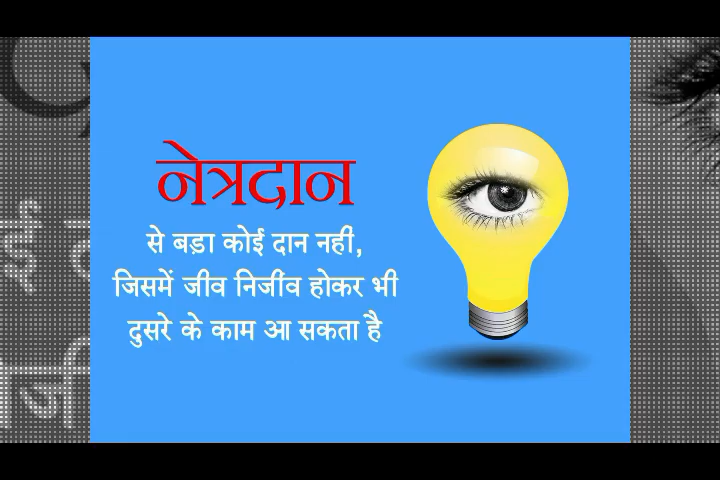 नेत्रदान
से बड़ा कोई दान नहीं,
जिसमें जीव निर्जीव होकर भी
दुसरे के काम आ सकता है